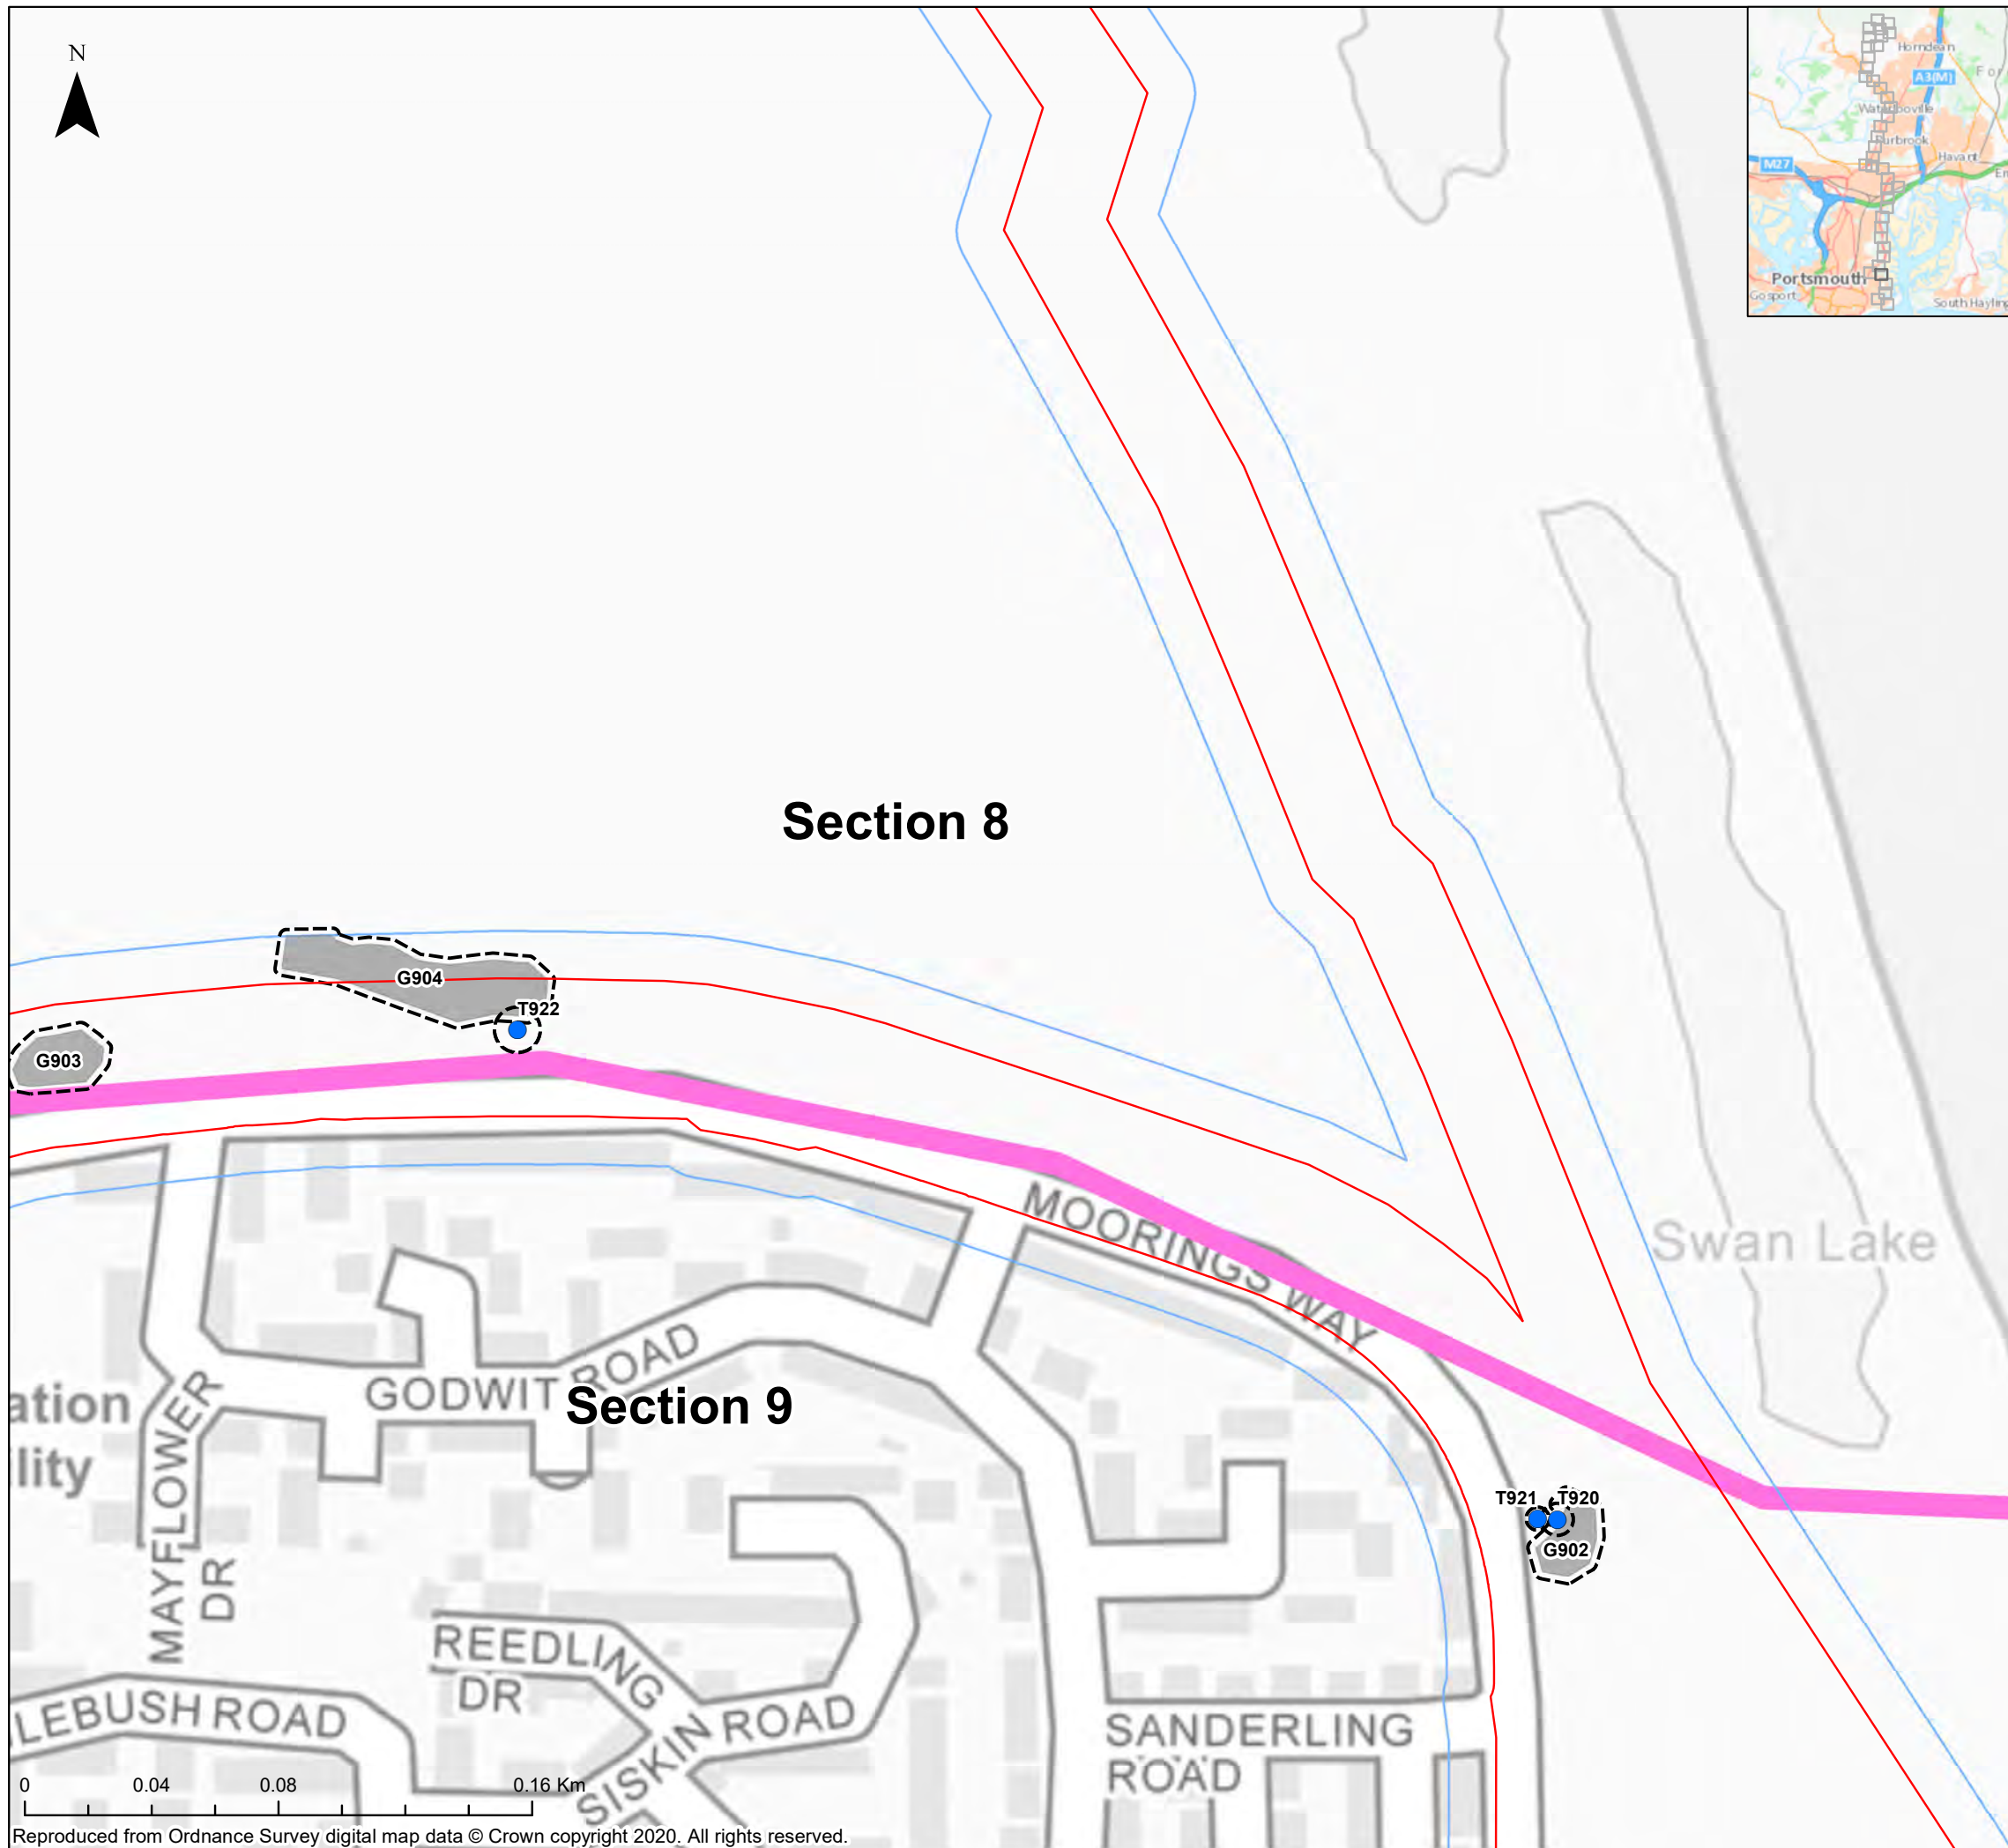 N
Horndean
A3(M)
For
Waterlooville
Purbrook
Havant
M27
Em
Portsmouth
Gosport
South Hayling
Section 8
G904
T922
G903
MOORINGS WAY
Swan Lake
GODWIT ROAD
Section 9
ation
lity
MAYFLOWER
DR
T921
T920
G902
REEDLING
DR
LEBUSH ROAD
SISKIN ROAD
SANDERLING
ROAD
0 0.04 0.08 0.16 Km
Reproduced from Ordnance Survey digital map data © Crown copyright 2020. All rights reserved.